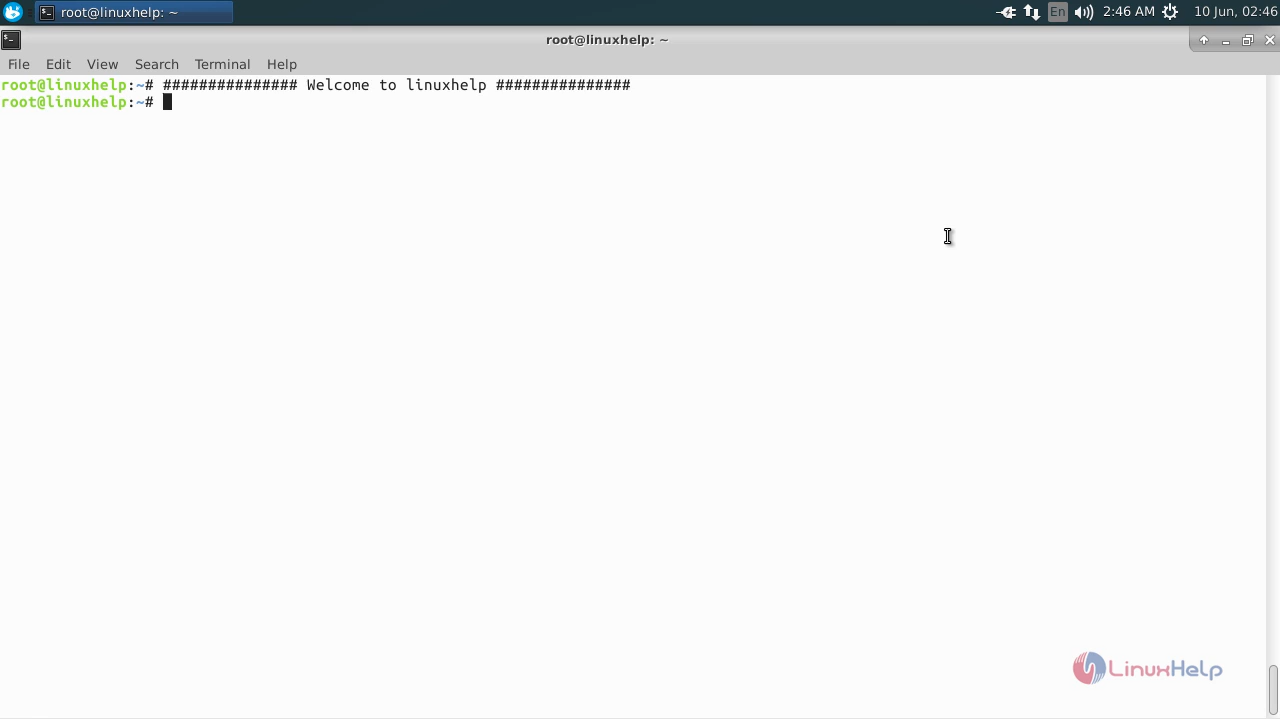 root@linuxhelp: ~
En
2:46 AM
10 Jun, 02:46
root@linuxhelp: ~
File Edit View Search Terminal Help
root@linuxhelp:~# ############### Welcome to linuxhelp ###############
root@linuxhelp:~#
LinuxHelp